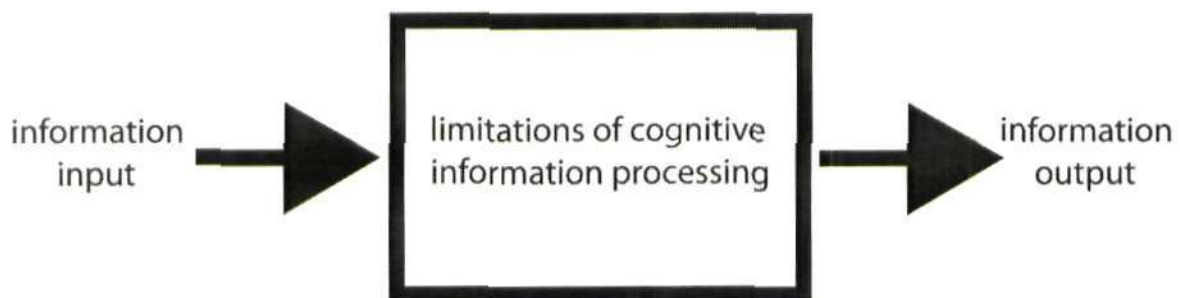 information
input
limitations of cognitive
information processing
information
output